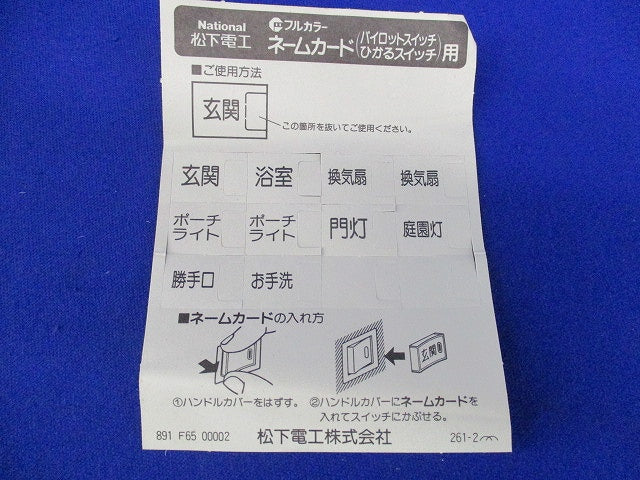 National
松下電工
フルカラー
ネームカード(パイロットスイッチ ひかるスイッチ)用
■ご使用方法
玄関
この箇所を抜いてご使用ください。
玄関 浴室 換気扇 換気扇
ポーチライト ポーチライト 門灯 庭園灯
勝手口 お手洗
■ネームカードの入れ方
玄関
①ハンドルカバーをはずす。 ②ハンドルカバーにネームカードを
入れてスイッチにかぶせる。
891 F65 00002 松下電工株式会社 261-2